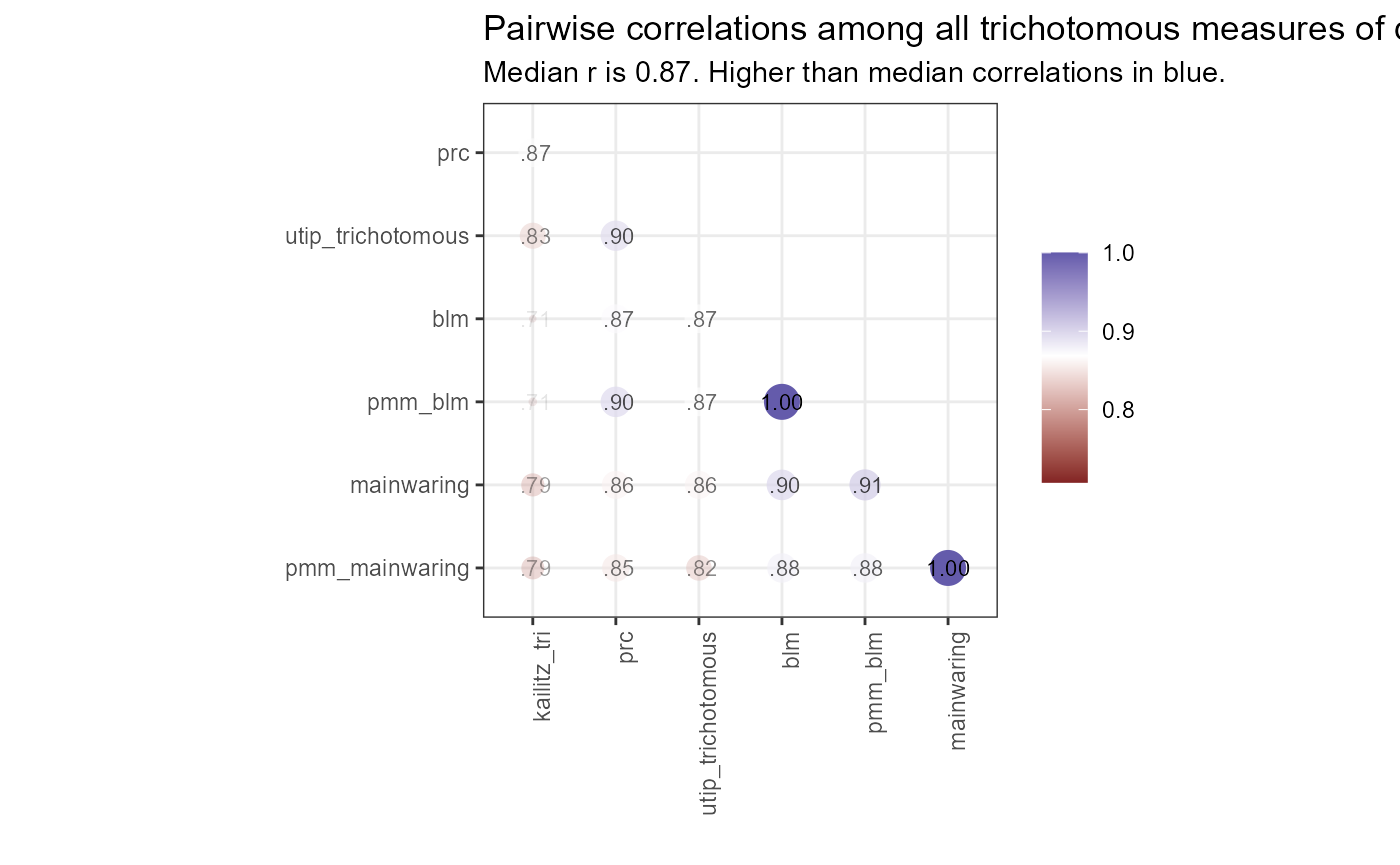 Pairwise correlations among all trichotomous measures of
Median r is 0.87. Higher than median correlations in blue.
prc .87
utip_trichotomous .83 .90
blm .71 .87 .87
pmm_blm .71 .90 .87 1.00
mainwaring .79 .86 .86 .90 .91
pmm_mainwaring .79 .85 .82 .88 .88 1.00
kailitz_tri
prc
utip_trichotomous
blm
pmm_blm
mainwaring
1.0
0.9
0.8